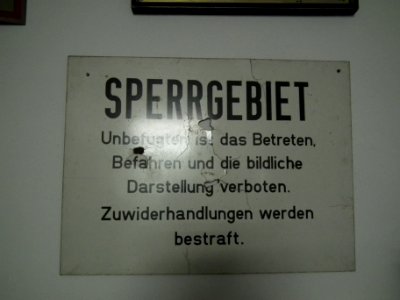 SPERRGEBIET
Unbefugten ist das Betreten,
Befahren und die bildliche
Darstellung verboten.
Zuwiderhandlungen werden
bestraft.